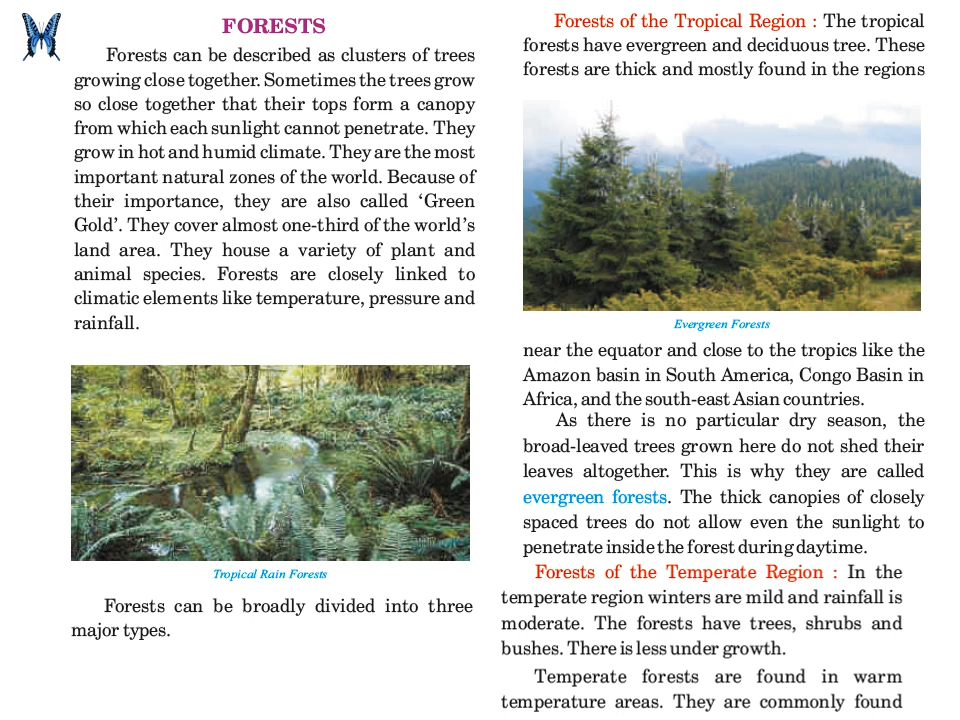 FORESTS
Forests can be described as clusters of trees
growing close together. Sometimes the trees grow
so close together that their tops form a canopy
from which each sunlight cannot penetrate. They
grow in hot and humid climate. They are the most
important natural zones of the world. Because of
their importance, they are also called ‘Green
Gold’. They cover almost one-third of the world’s
land area. They house a variety of plant and
animal species. Forests are closely linked to
climatic elements like temperature, pressure and
rainfall.
Tropical Rain Forests
Forests can be broadly divided into three
major types.
Forests of the Tropical Region : The tropical
forests have evergreen and deciduous tree. These
forests are thick and mostly found in the regions
Evergreen Forests
near the equator and close to the tropics like the
Amazon basin in South America, Congo Basin in
Africa, and the south-east Asian countries.
As there is no particular dry season, the
broad-leaved trees grown here do not shed their
leaves altogether. This is why they are called
evergreen forests. The thick canopies of closely
spaced trees do not allow even the sunlight to
penetrate inside the forest during daytime.
Forests of the Temperate Region : In the
temperate region winters are mild and rainfall is
moderate. The forests have trees, shrubs and
bushes. There is less under growth.
Temperate forests are found in warm
temperature areas. They are commonly found